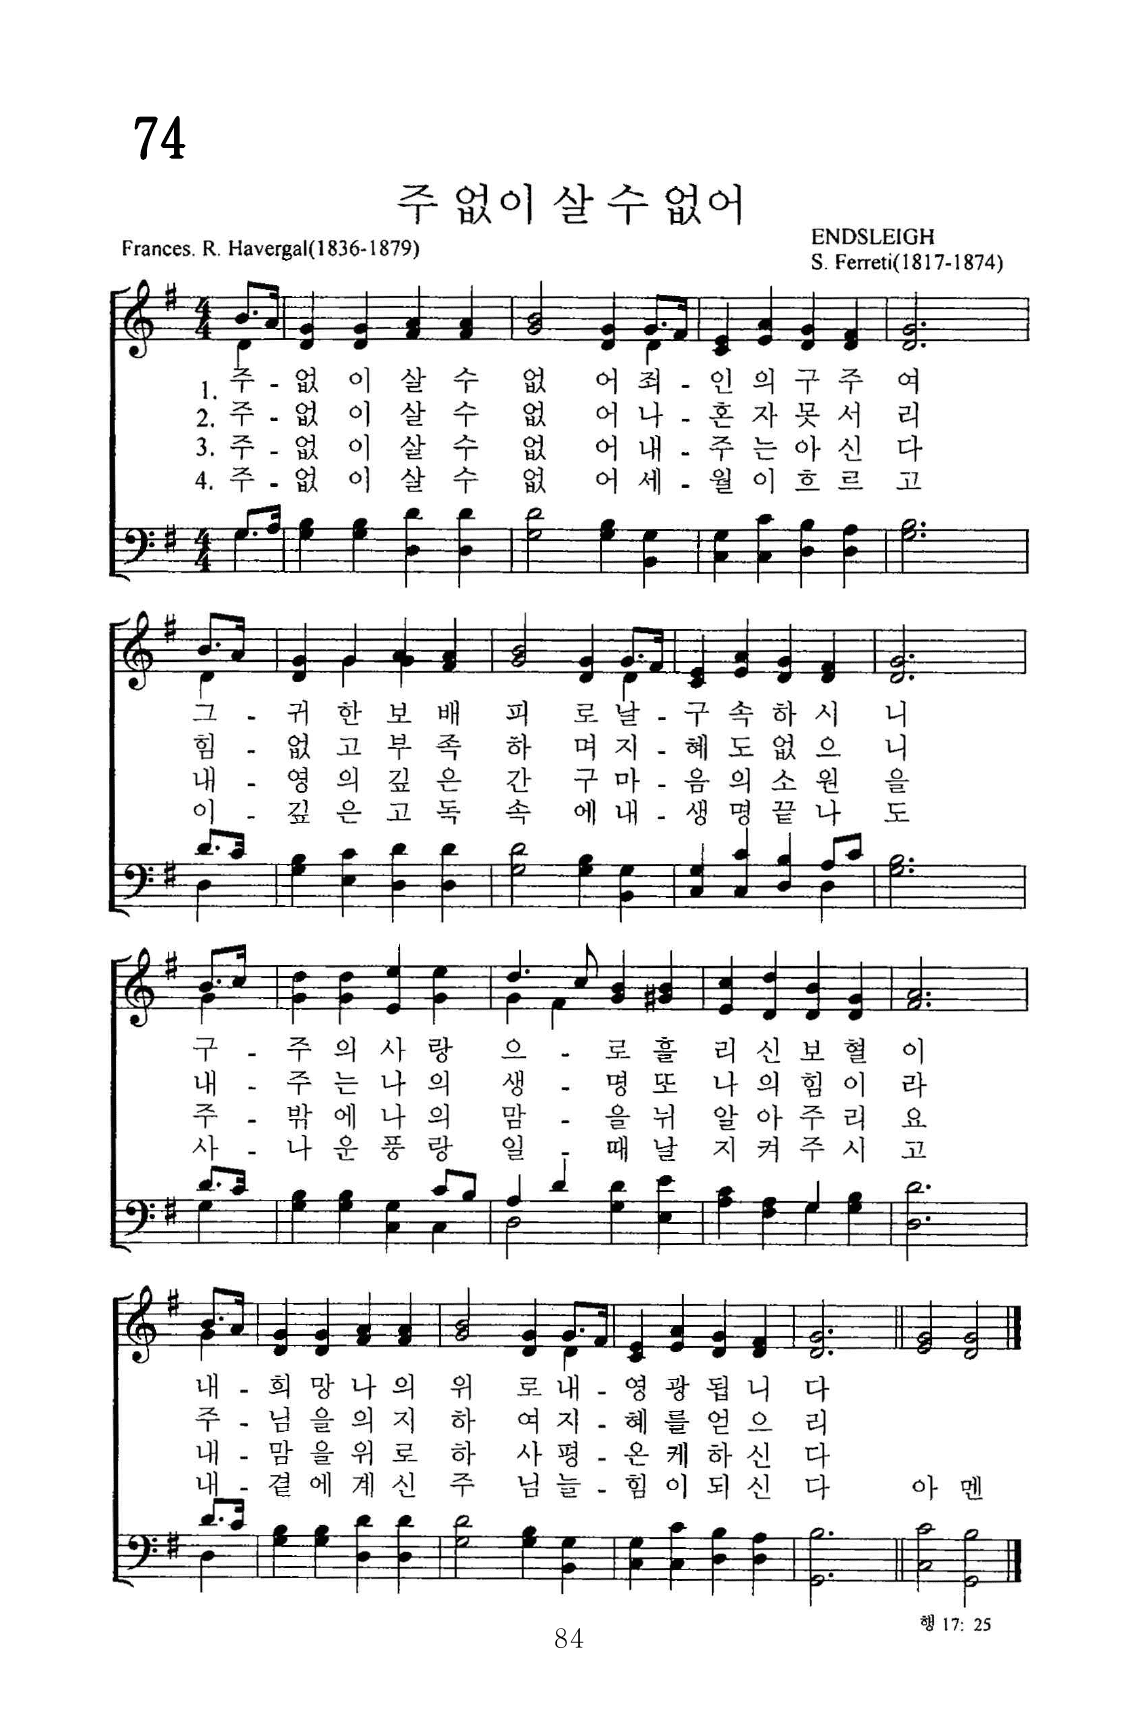 74
주 없이 살 수 없어
Frances. R. Havergal(1836-1879)
ENDSLEIGH
S. Ferreti(1817-1874)
1. 주 - 없 이 살 수 없 어 죄 - 인 의 구 주 여
2. 주 - 없 이 살 수 없 어 나 - 혼 자 못 서 리
3. 주 - 없 이 살 수 없 어 내 - 주 는 아 신 다
4. 주 - 없 이 살 수 없 어 세 - 월 이 흐 르 고
그 - 귀 한 보 배 피 로 날 - 구 속 하 시 니
힘 - 없 고 부 족 하 며 지 - 혜 도 없 으 니
내 - 영 의 깊 은 간 구 마 - 음 의 소 원 을
이 - 깊 은 고 독 속 에 내 - 생 명 끝 나 도
구 - 주 의 사 랑 으 - 로 흘 리 신 보 혈 이
내 - 주 는 나 의 생 - 명 또 나 의 힘 이 라
주 - 밖 에 나 의 맘 - 을 뉘 알 아 주 리 요
사 - 나 운 풍 랑 일 - 때 날 지 켜 주 시 고
내 - 희 망 나 의 위 로 내 - 영 광 됩 니 다
주 - 님 을 의 지 하 여 지 - 혜 를 얻 으 리
내 - 맘 을 위 로 하 사 평 - 온 케 하 신 다
내 - 곁 에 계 신 주 님 늘 - 힘 이 되 신 다 아 멘
행 17: 25
84